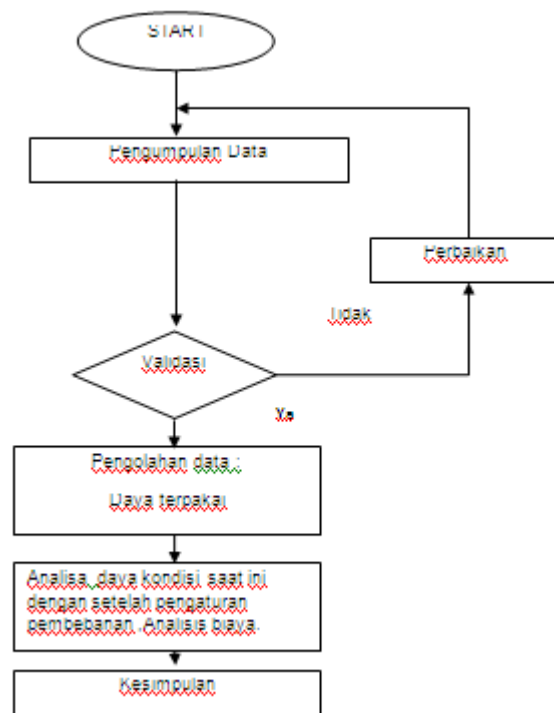 START
Pengumpulan Data
Perbaikan
Tidak
Validasi
Ya
Pengolahan data :
Daya terpakai
Analisa daya kondisi saat ini
dengan setelah pengaturan
pembebanan .Analisis biaya.
Kesimpulan